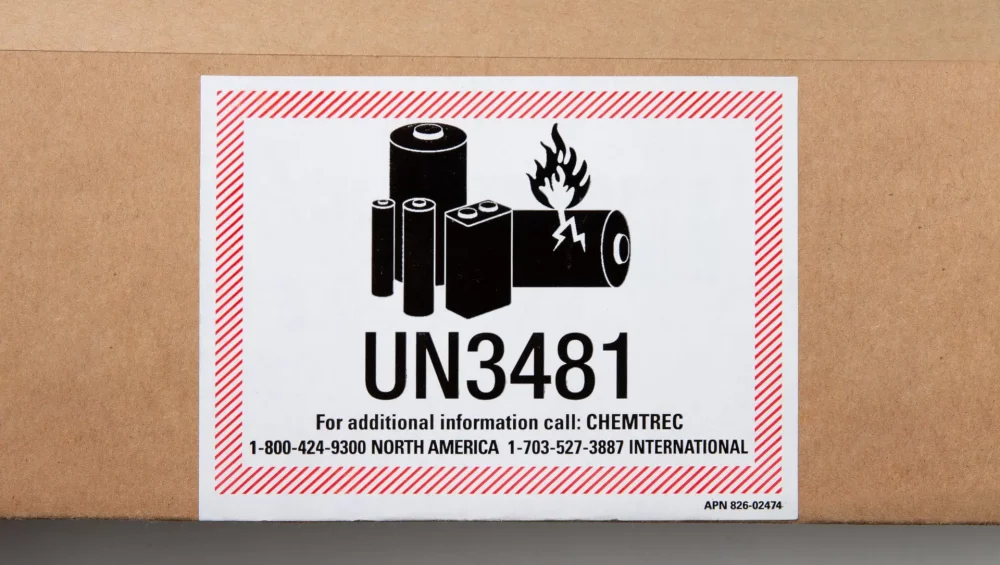 UN3481
For additional information call: CHEMTREC
1-800-424-9300 NORTH AMERICA 1-703-527-3887 INTERNATIONAL
APN 826-02474